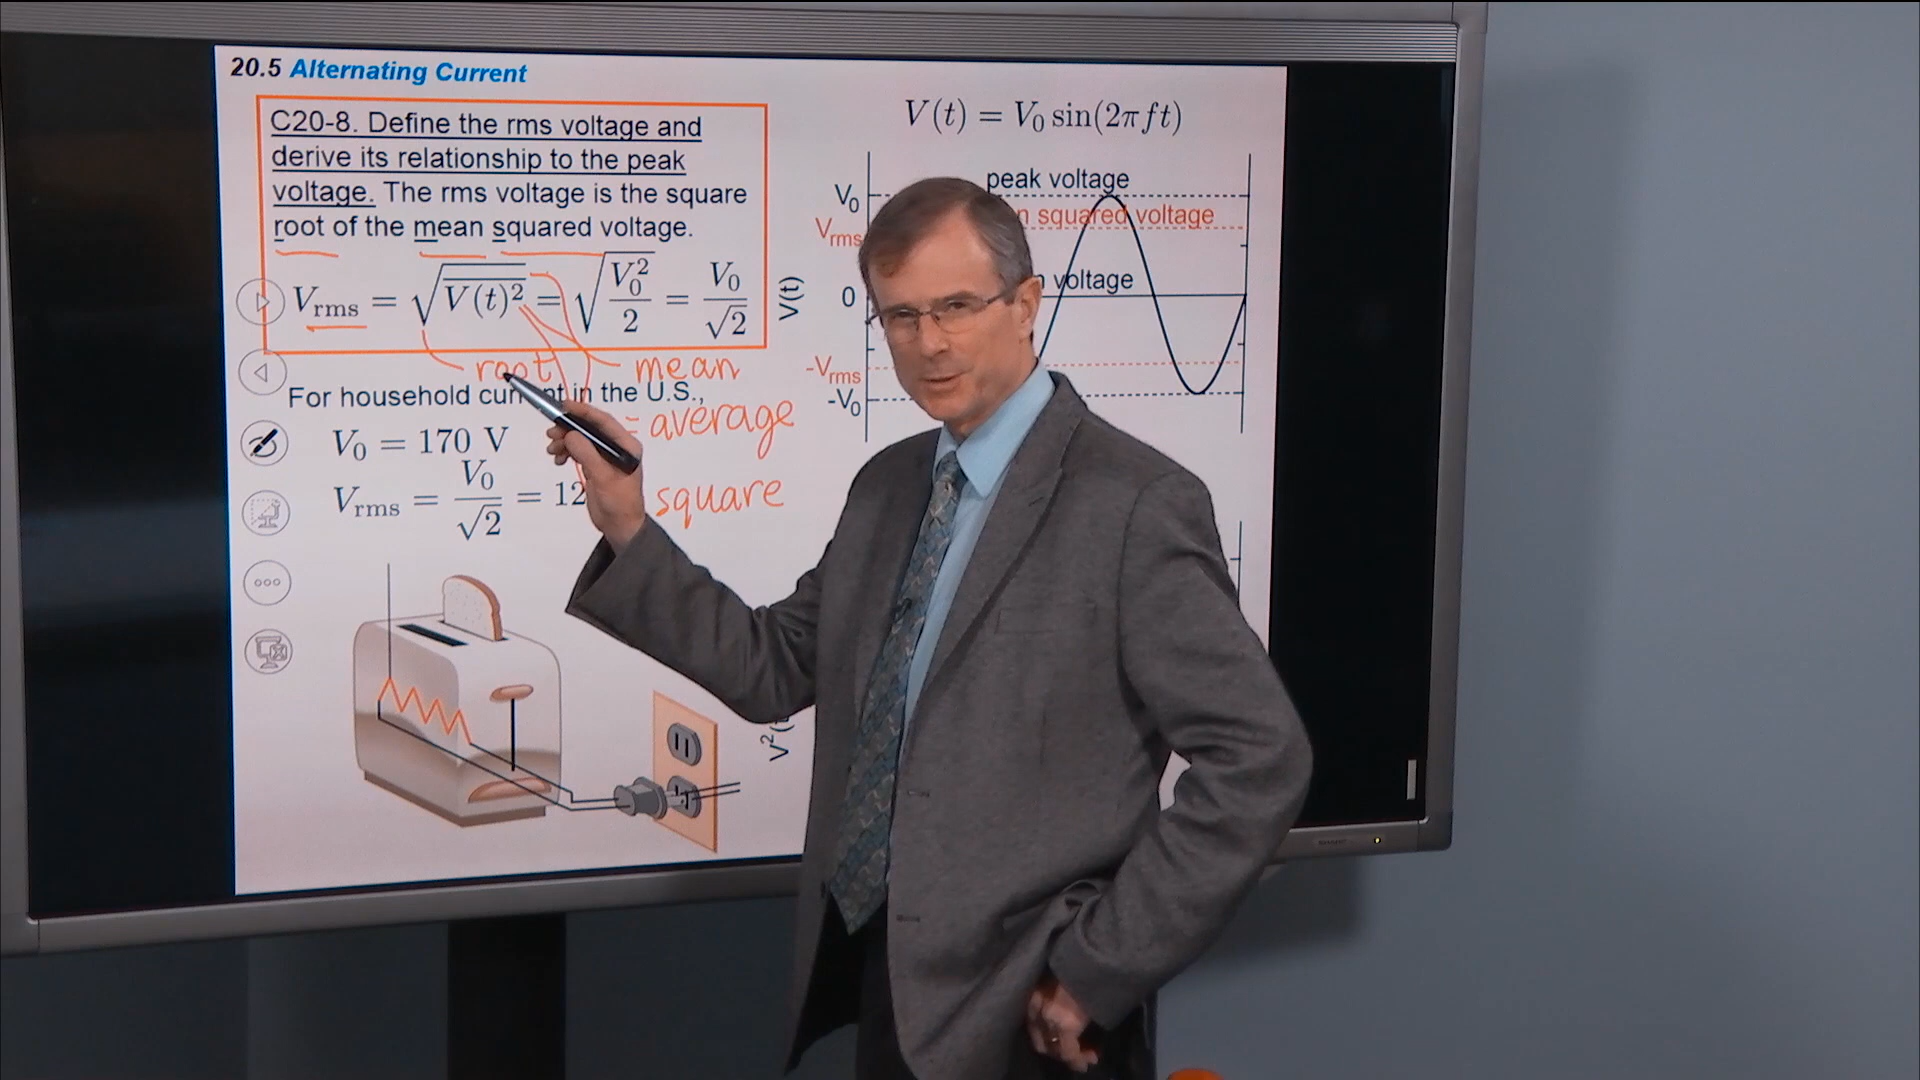 20.5 Alternating Current
C20-8. Define the rms voltage and
derive its relationship to the peak
voltage. The rms voltage is the square
root of the mean squared voltage.
V_rms = √(\overline{V(t)²}) = √(V₀²/2) = V₀/√2
root
mean
For household current in the U.S.,
= average
V₀ = 170 V
V_rms = V₀/√2 = 12
square
V(t) = V₀ sin(2πft)
peak voltage
V₀
squared voltage
V_rms
voltage
0
V(t)
-V_rms
-V₀